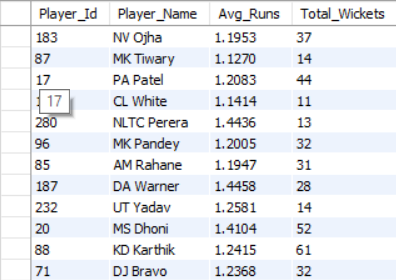 Player_Id Player_Name Avg_Runs Total_Wickets
183 NV Ojha 1.1953 37
87 MK Tiwary 1.1270 14
17 PA Patel 1.2083 44
17 CL White 1.1414 11
280 NLTC Perera 1.4436 13
96 MK Pandey 1.2005 32
85 AM Rahane 1.1947 31
187 DA Warner 1.4458 28
232 UT Yadav 1.2581 14
20 MS Dhoni 1.4104 52
88 KD Karthik 1.2415 61
71 DJ Bravo 1.2368 32